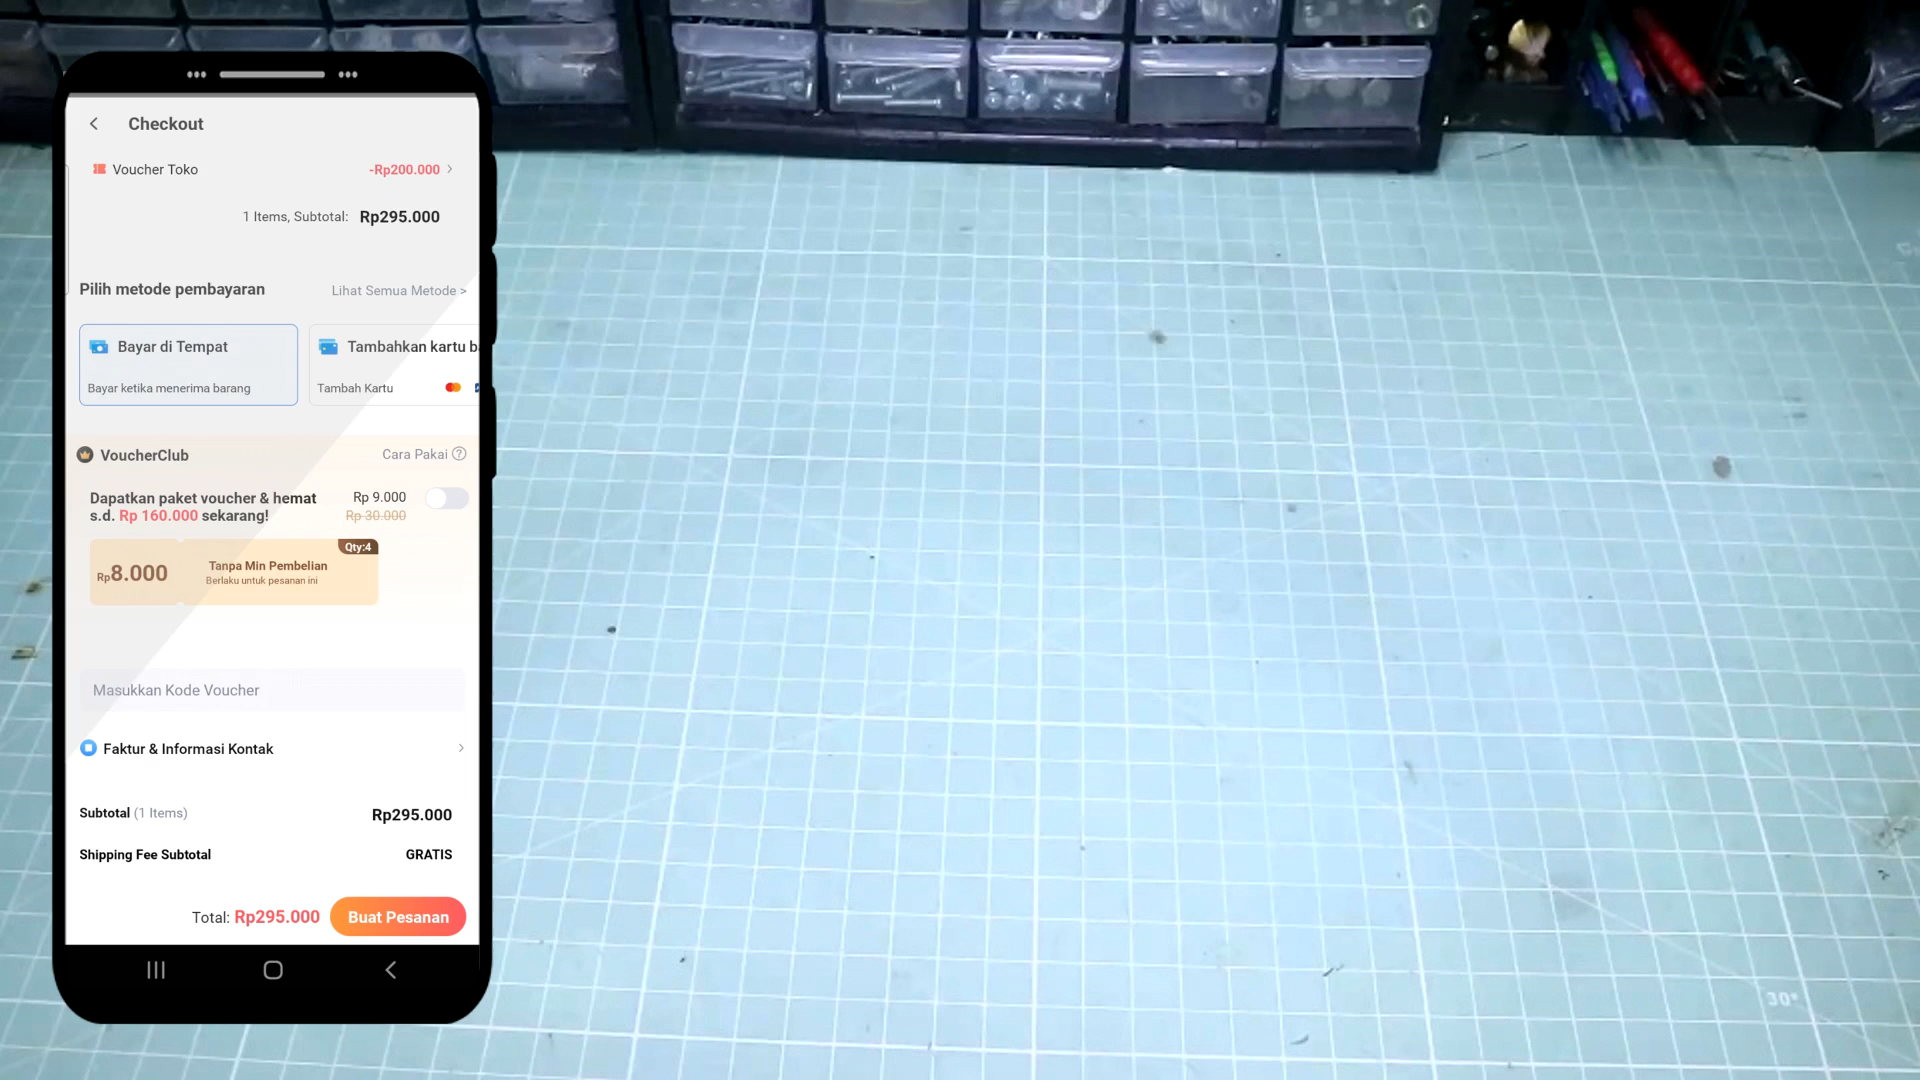 Checkout
Voucher Toko -Rp200.000 >
1 Items, Subtotal: Rp295.000
Pilih metode pembayaran Lihat Semua Metode >
Bayar di Tempat
Bayar ketika menerima barang
Tambahkan kartu b
Tambah Kartu
VoucherClub Cara Pakai ?
Dapatkan paket voucher & hemat Rp 9.000
s.d. Rp 160.000 sekarang! Rp 30.000
Qty:4
Rp8.000 Tanpa Min Pembelian
Berlaku untuk pesanan ini
Masukkan Kode Voucher
Faktur & Informasi Kontak >
Subtotal (1 Items) Rp295.000
Shipping Fee Subtotal GRATIS
Total: Rp295.000 Buat Pesanan
30°